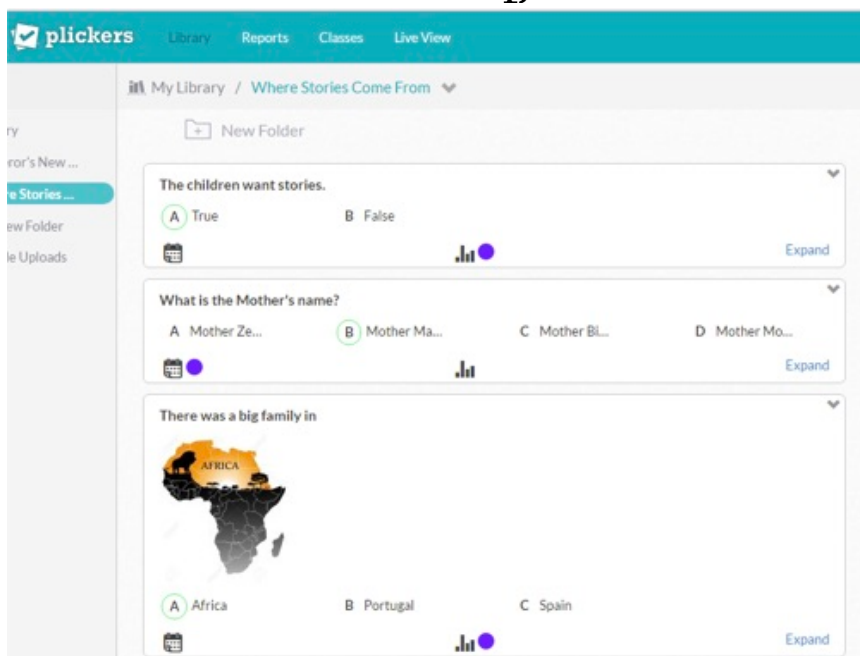 plickers Library Reports Classes Live View
My Library / Where Stories Come From
New Folder
ry
ror's New ...
re Stories ...
ew Folder
le Uploads
The children want stories.
A True B False
Expand
What is the Mother's name?
A Mother Ze... B Mother Ma... C Mother Bi... D Mother Mo...
Expand
There was a big family in
AFRICA
A Africa B Portugal C Spain
Expand